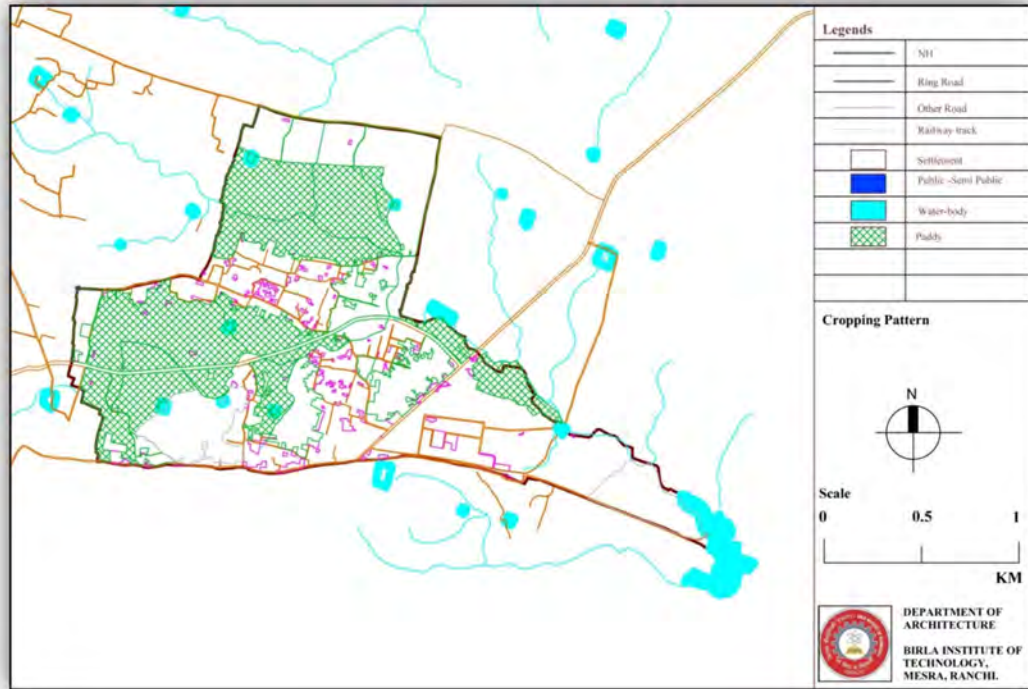 Legends
NH
Ring Road
Other Road
Railway track
Settlement
Public -Semi Public
Water-body
Paddy
Cropping Pattern
N
Scale
0 0.5 1
KM
DEPARTMENT OF
ARCHITECTURE
BIRLA INSTITUTE OF
TECHNOLOGY,
MESRA, RANCHI.